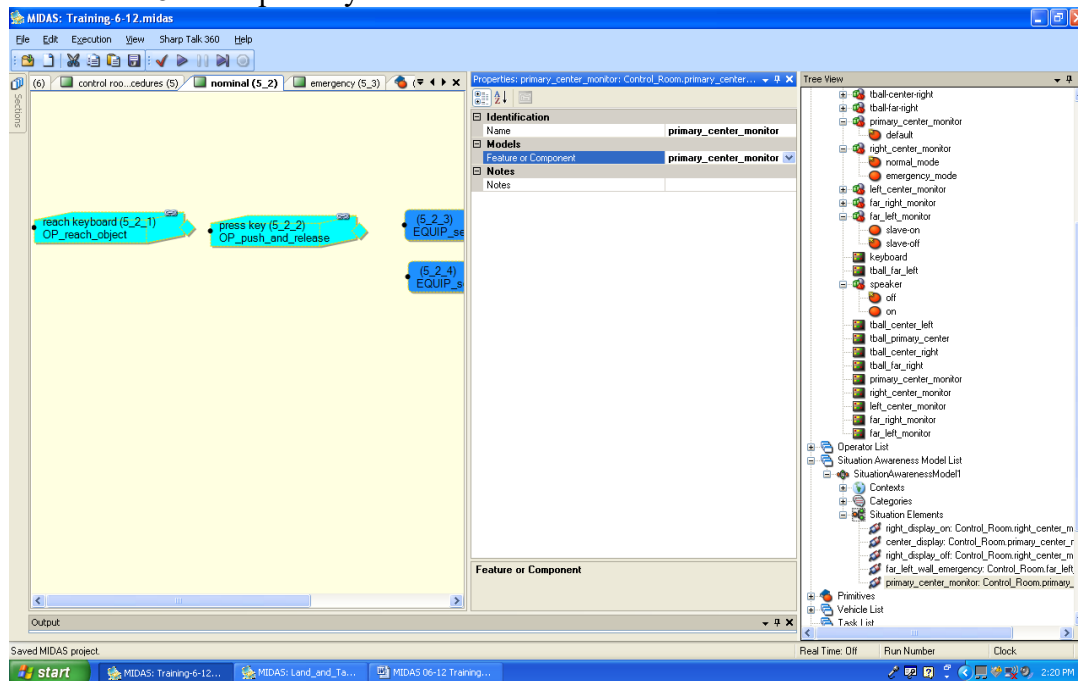 MIDAS: Training-6-12.midas
File Edit Execution View Sharp Talk 360 Help
(6) control roo...cedures (5) nominal (5_2) emergency (5_3)
Sections
reach keyboard (5_2_1)
OP_reach_object
press key (5_2_2)
OP_push_and_release
(5_2_3)
EQUIP_se
(5_2_4)
EQUIP_s
Output
Properties: primary_center_monitor: Control_Room.primary_center...
Identification
Name primary_center_monitor
Models
Feature or Component primary_center_monitor
Notes
Notes
Feature or Component
Tree View
tball-center-right
tball-far-right
primary_center_monitor
default
right_center_monitor
normal_mode
emergency_mode
left_center_monitor
far_right_monitor
far_left_monitor
slave-on
slave-off
keyboard
tball_far_left
speaker
off
on
tball_center_left
tball_primary_center
tball_center_right
tball_far_right
primary_center_monitor
right_center_monitor
left_center_monitor
far_right_monitor
far_left_monitor
Operator List
Situation Awareness Model List
SituationAwarenessModel1
Contexts
Categories
Situation Elements
right_display_on: Control_Room.right_center_m
center_display: Control_Room.primary_center_r
right_display_off: Control_Room.right_center_m
far_left_wall_emergency: Control_Room.far_left
primary_center_monitor: Control_Room.primary_
Primitives
Vehicle List
Task List
Saved MIDAS project.
Real Time: Off Run Number Clock
start MIDAS: Training-6-12... MIDAS: Land_and_Ta... MIDAS 06-12 Training... 2:20 PM